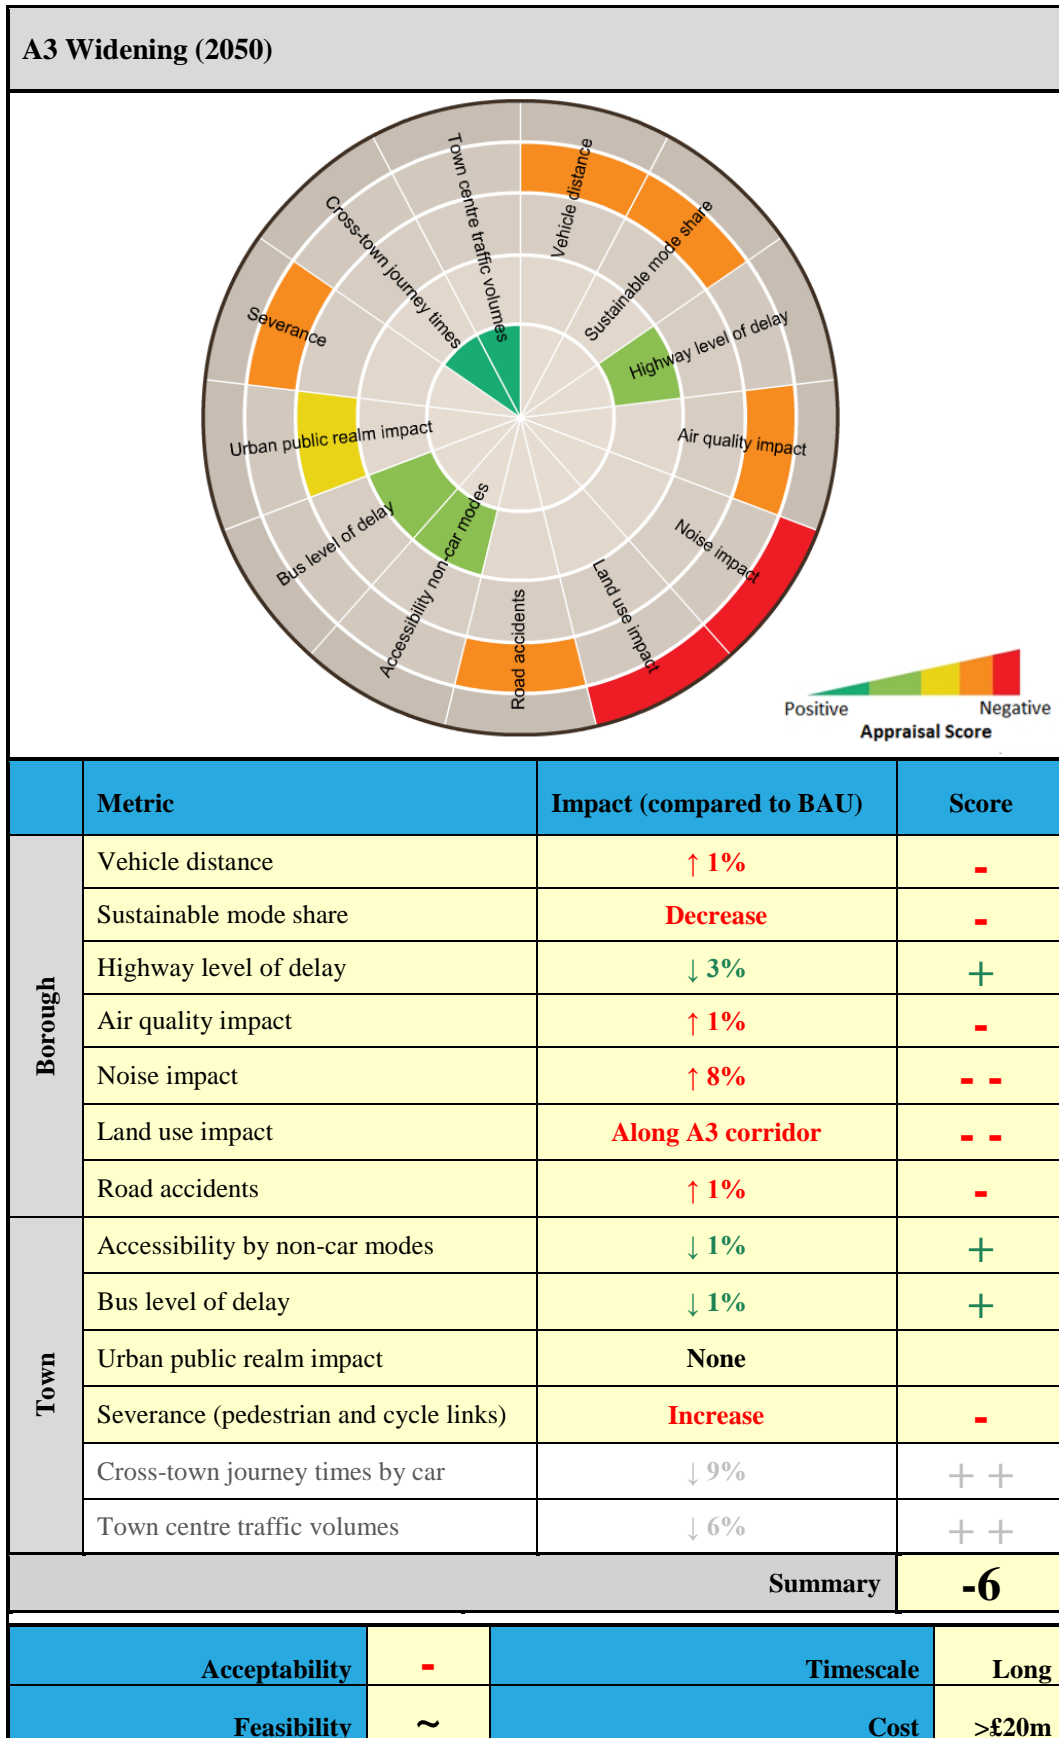 A3 Widening (2050)
Town centre traffic volumes
Vehicle distance
Cross-town journey times
Sustainable mode share
Severance
Highway level of delay
Urban public realm impact
Air quality impact
Bus level of delay
Accessibility non-car modes
Noise impact
Land use impact
Road accidents
Positive Negative
Appraisal Score
Metric Impact (compared to BAU) Score
Borough
Vehicle distance ↑ 1% -
Sustainable mode share Decrease -
Highway level of delay ↓ 3% +
Air quality impact ↑ 1% -
Noise impact ↑ 8% - -
Land use impact Along A3 corridor - -
Road accidents ↑ 1% -
Town
Accessibility by non-car modes ↓ 1% +
Bus level of delay ↓ 1% +
Urban public realm impact None
Severance (pedestrian and cycle links) Increase -
Cross-town journey times by car ↓ 9% + +
Town centre traffic volumes ↓ 6% + +
Summary -6
Acceptability - Timescale Long
Feasibility ~ Cost >£20m